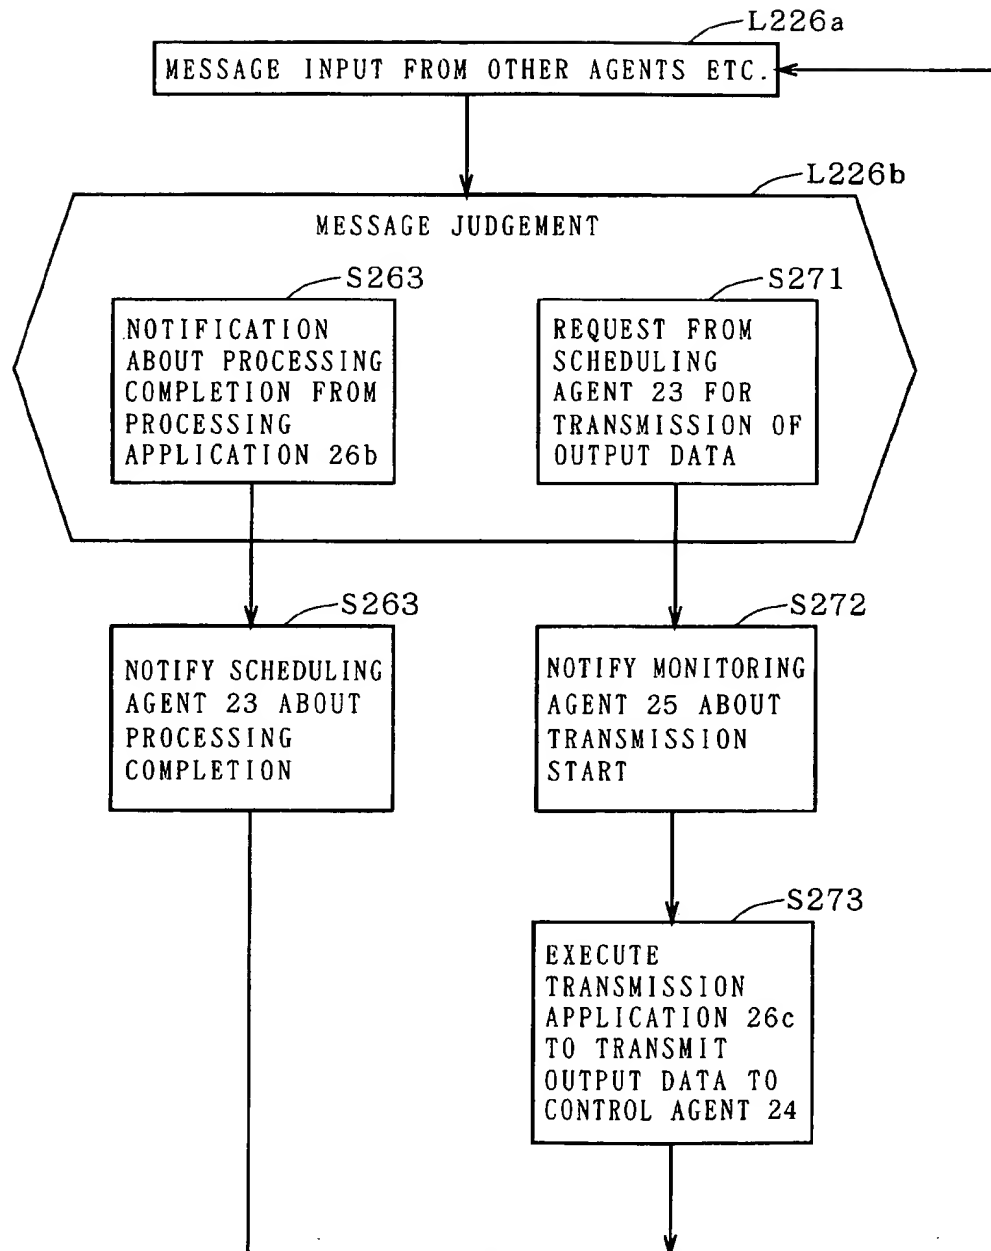 L226a
MESSAGE INPUT FROM OTHER AGENTS ETC.
L226b
MESSAGE JUDGEMENT
S263
NOTIFICATION
ABOUT PROCESSING
COMPLETION FROM
PROCESSING
APPLICATION 26b
S271
REQUEST FROM
SCHEDULING
AGENT 23 FOR
TRANSMISSION OF
OUTPUT DATA
S263
NOTIFY SCHEDULING
AGENT 23 ABOUT
PROCESSING
COMPLETION
S272
NOTIFY MONITORING
AGENT 25 ABOUT
TRANSMISSION
START
S273
EXECUTE
TRANSMISSION
APPLICATION 26c
TO TRANSMIT
OUTPUT DATA TO
CONTROL AGENT 24